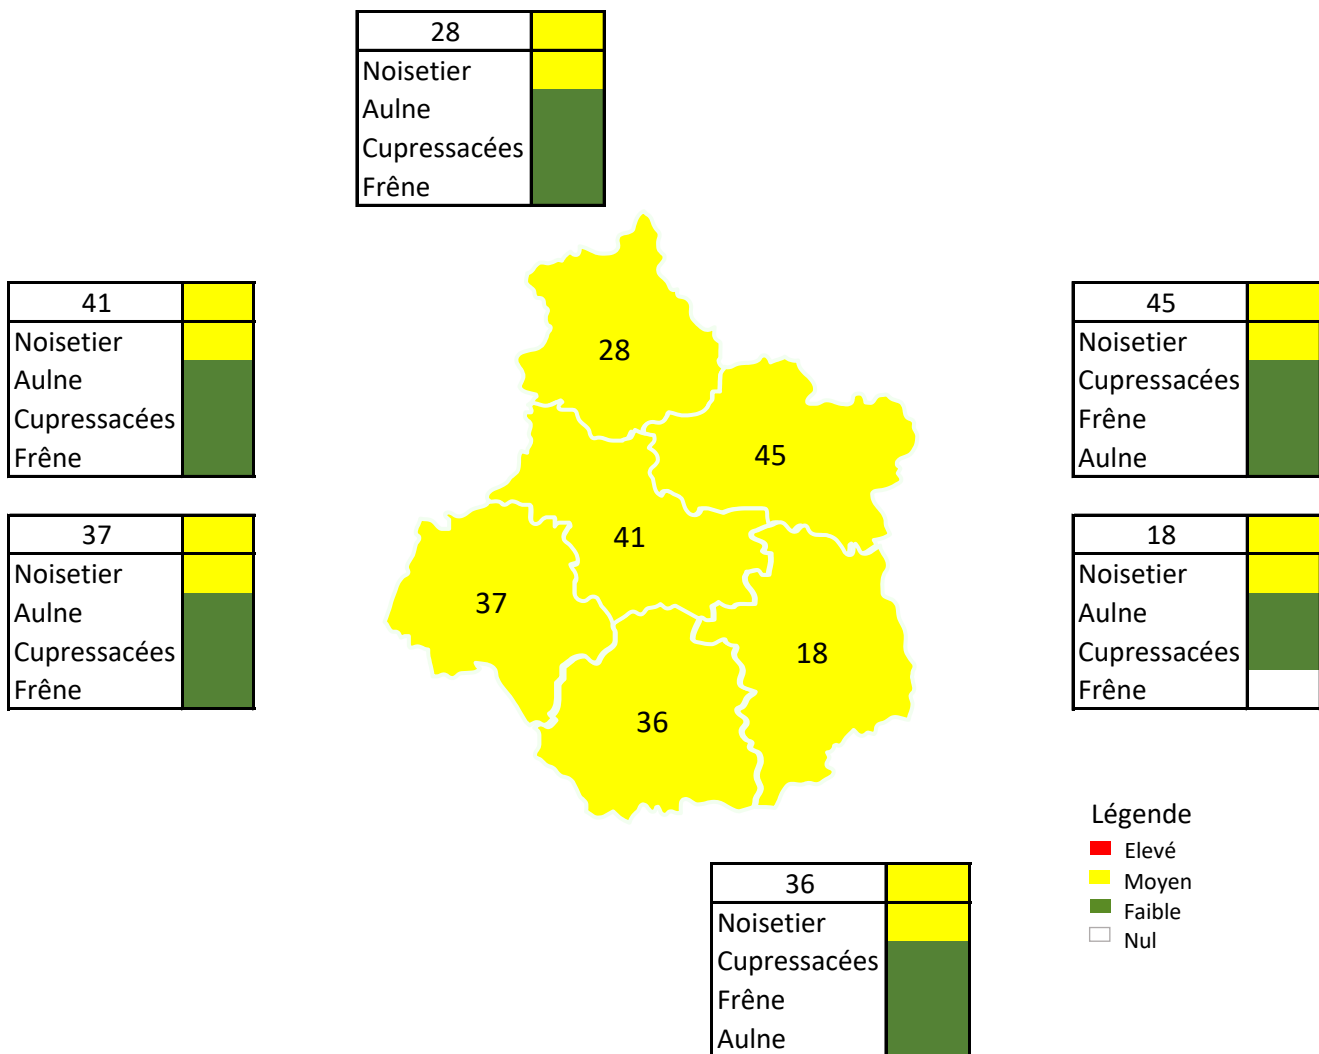 28
Noisetier
Aulne
Cupressacées
Frêne
41
Noisetier
Aulne
Cupressacées
Frêne
45
Noisetier
Cupressacées
Frêne
Aulne
37
Noisetier
Aulne
Cupressacées
Frêne
18
Noisetier
Aulne
Cupressacées
Frêne
28
45
41
37
18
36
Légende
Elevé
Moyen
Faible
Nul
36
Noisetier
Cupressacées
Frêne
Aulne